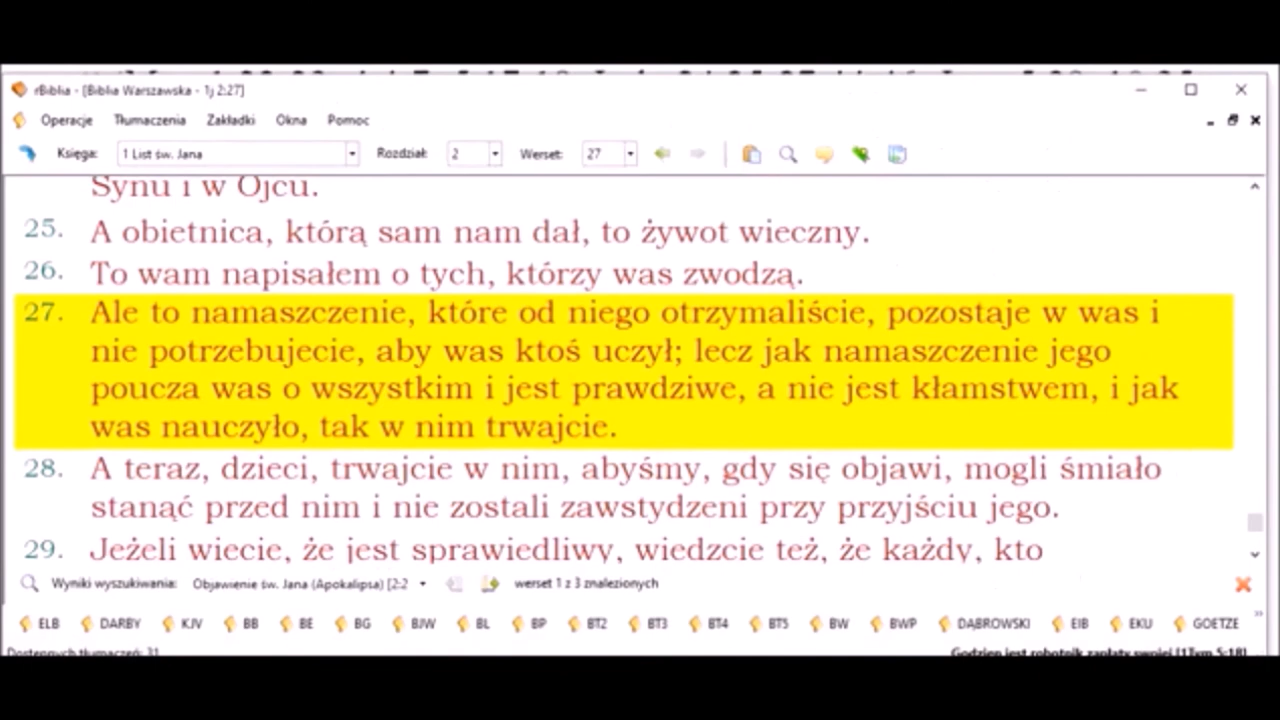 rBiblia - [Biblia Warszawska - 1J 2:27]
Operacje Tłumaczenia Zakładki Okna Pomoc
Księga: 1 List św. Jana Rozdział: 2 Werset: 27
Synu i w Ojcu.
25. A obietnica, którą sam nam dał, to żywot wieczny.
26. To wam napisałem o tych, którzy was zwodzą.
27. Ale to namaszczenie, które od niego otrzymaliście, pozostaje w was i
nie potrzebujecie, aby was ktoś uczył; lecz jak namaszczenie jego
poucza was o wszystkim i jest prawdziwe, a nie jest kłamstwem, i jak
was nauczyło, tak w nim trwajcie.
28. A teraz, dzieci, trwajcie w nim, abyśmy, gdy się objawi, mogli śmiało
stanąć przed nim i nie zostali zawstydzeni przy przyjściu jego.
29. Jeżeli wiecie, że jest sprawiedliwy, wiedzcie też, że każdy, kto
Wyniki wyszukiwania: Objawienie św. Jana (Apokalipsa) [2:2 werset 1 z 3 znalezionych
ELB DARBY KJV BB BE BG BJW BL BP BT2 BT3 BT4 BT5 BW BWP DĄBROWSKI EIB EKU GOETZE
Dostępnych tłumaczeń: 31 Godzien jest robotnik zapłaty swojej (1Tym 5:18)